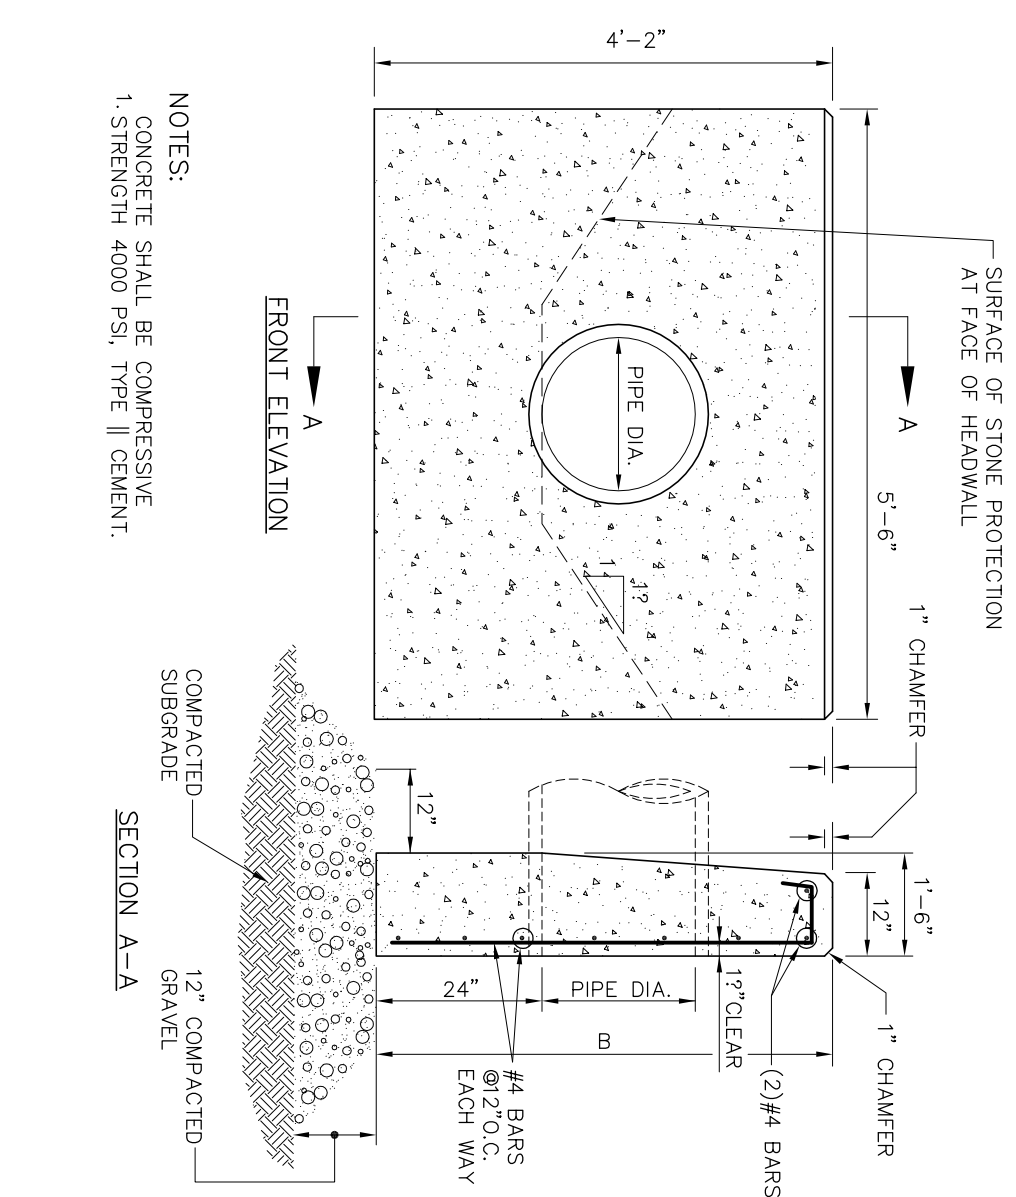 4'-2"
SURFACE OF STONE PROTECTION
AT FACE OF HEADWALL
5'-6"
A
A
PIPE DIA.
1?
1
FRONT ELEVATION
NOTES:
CONCRETE SHALL BE COMPRESSIVE
1. STRENGTH 4000 PSI, TYPE || CEMENT.
1" CHAMFER
1'-6"
12"
12"
1" CHAMFER
(2)#4 BARS
1?"CLEAR
PIPE DIA.
24"
B
#4 BARS
@12"O.C.
EACH WAY
COMPACTED
SUBGRADE
12" COMPACTED
GRAVEL
SECTION A-A